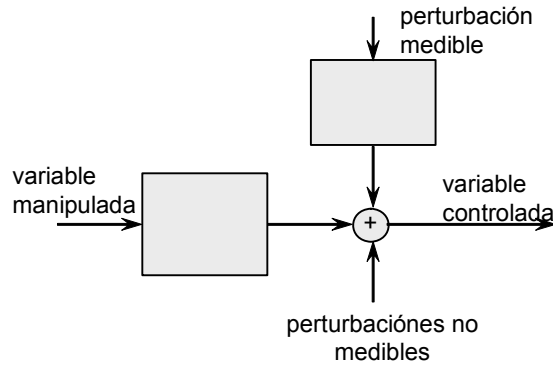 perturbación
medible
variable
manipulada
variable
controlada
+
perturbaciónes no
medibles